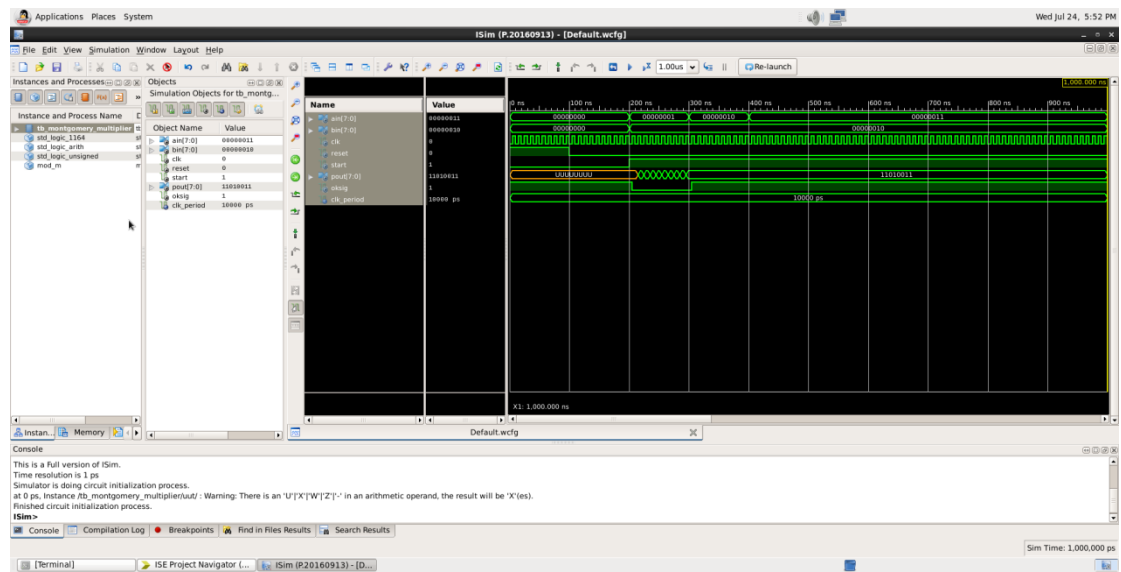 Applications Places System Wed Jul 24, 5:52 PM
ISim (P.20160913) - [Default.wcfg]
File Edit View Simulation Window Layout Help
1.00us Re-launch
Instances and Processes
Instance and Process Name
tb_montgomery_multiplier
std_logic_1164
std_logic_arith
std_logic_unsigned
mod_m
Objects
Simulation Objects for tb_montg...
Object Name Value
ain[7:0] 00000011
bin[7:0] 00000010
clk 0
reset 0
start 1
pout[7:0] 11010011
oksig 1
clk_period 10000 ps
1,000.000 ns
Name Value 0 ns 100 ns 200 ns 300 ns 400 ns 500 ns 600 ns 700 ns 800 ns 900 ns
ain[7:0] 00000011 00000000 00000001 00000010 00000011
bin[7:0] 00000010 00000000 00000010
clk 0
reset 0
start 1
pout[7:0] 11010011 UUUUUUUU 11010011
oksig 1
clk_period 10000 ps 10000 ps
X1: 1,000.000 ns
Instan... Memory
Default.wcfg
Console
This is a Full version of ISim.
Time resolution is 1 ps
Simulator is doing circuit initialization process.
at 0 ps, Instance /tb_montgomery_multiplier/uut/ : Warning: There is an 'U'|'X'|'W'|'Z'|'-' in an arithmetic operand, the result will be 'X'(es).
Finished circuit initialization process.
ISim>
Console Compilation Log Breakpoints Find in Files Results Search Results
Sim Time: 1,000,000 ps
[Terminal] ISE Project Navigator (... ISim (P.20160913) - [D...